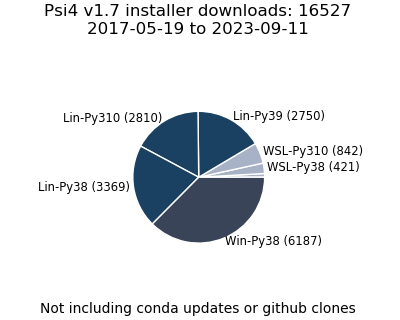 Psi4 v1.7 installer downloads: 16527
2017-05-19 to 2023-09-11
Lin-Py310 (2810)
Lin-Py39 (2750)
WSL-Py310 (842)
WSL-Py38 (421)
Lin-Py38 (3369)
Win-Py38 (6187)
Not including conda updates or github clones